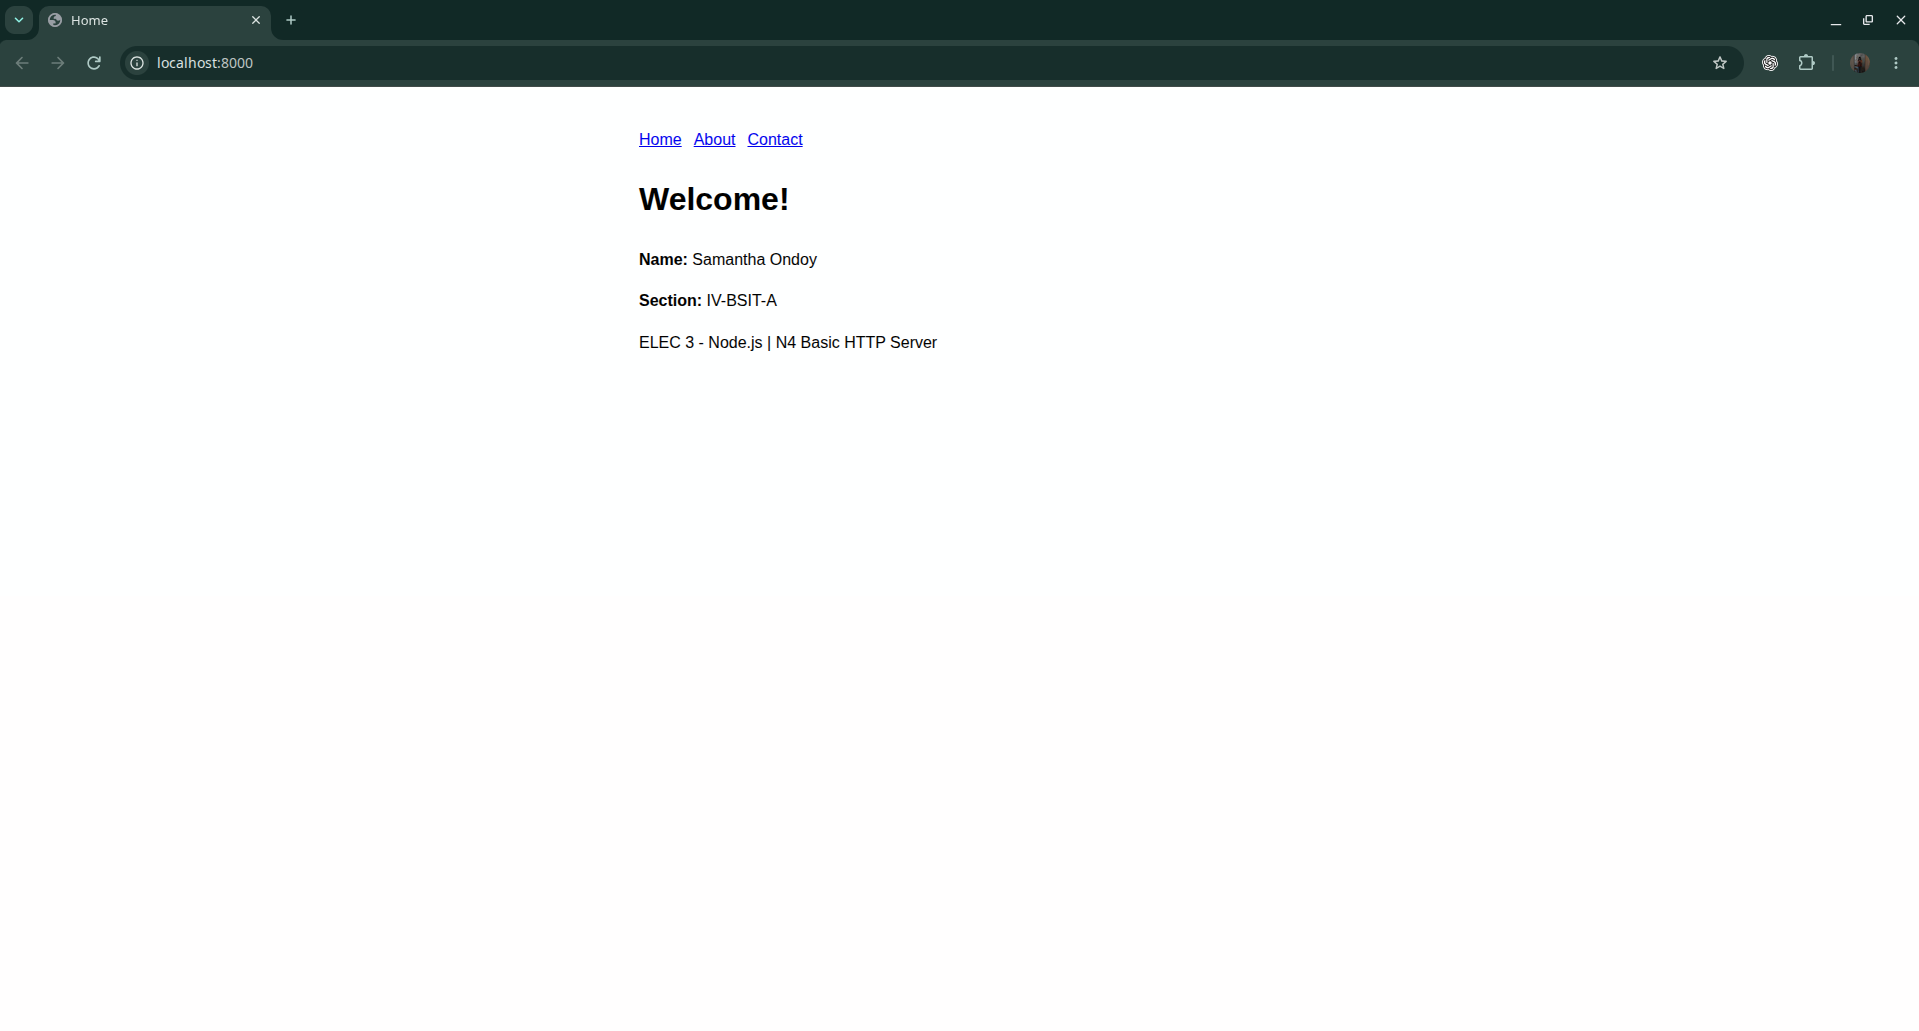 Home
localhost:8000
Home About Contact
Welcome!
Name: Samantha Ondoy
Section: IV-BSIT-A
ELEC 3 - Node.js | N4 Basic HTTP Server